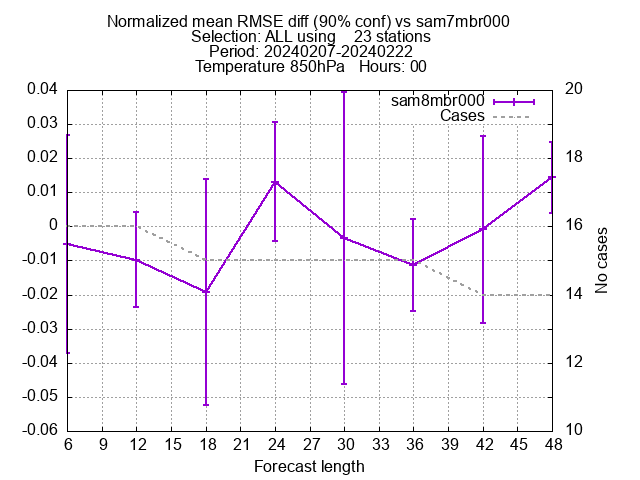 Normalized mean RMSE diff (90% conf) vs sam7mbr000
Selection: ALL using    23 stations
Period: 20240207-20240222
Temperature 850hPa   Hours: 00
sam8mbr000
Cases
0.04
0.03
0.02
0.01
0
-0.01
-0.02
-0.03
-0.04
-0.05
-0.06
20
18
16
14
12
10
No cases
6 9 12 15 18 21 24 27 30 33 36 39 42 45 48
Forecast length